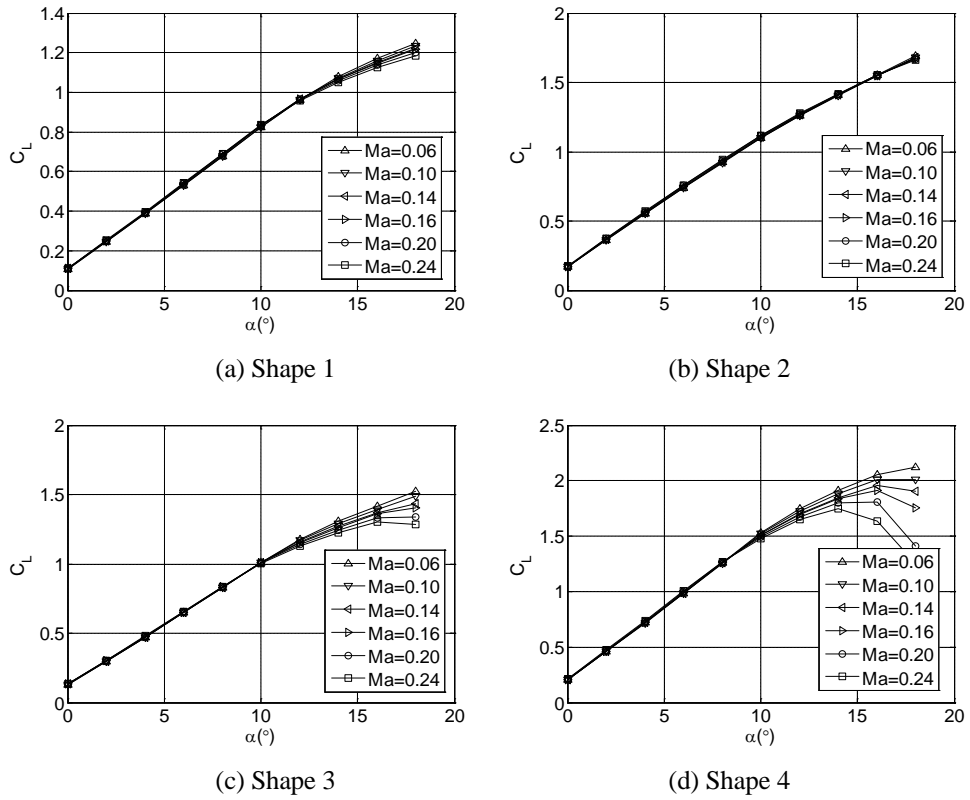 1.4
1.2
1
0.8
0.6
0.4
0.2
0
C_L
0 5 10 15 20
α(°)
Ma=0.06
Ma=0.10
Ma=0.14
Ma=0.16
Ma=0.20
Ma=0.24
(a) Shape 1
2
1.5
1
0.5
0
C_L
0 5 10 15 20
α(°)
Ma=0.06
Ma=0.10
Ma=0.14
Ma=0.16
Ma=0.20
Ma=0.24
(b) Shape 2
2
1.5
1
0.5
0
C_L
0 5 10 15 20
α(°)
Ma=0.06
Ma=0.10
Ma=0.14
Ma=0.16
Ma=0.20
Ma=0.24
(c) Shape 3
2.5
2
1.5
1
0.5
0
C_L
0 5 10 15 20
α(°)
Ma=0.06
Ma=0.10
Ma=0.14
Ma=0.16
Ma=0.20
Ma=0.24
(d) Shape 4